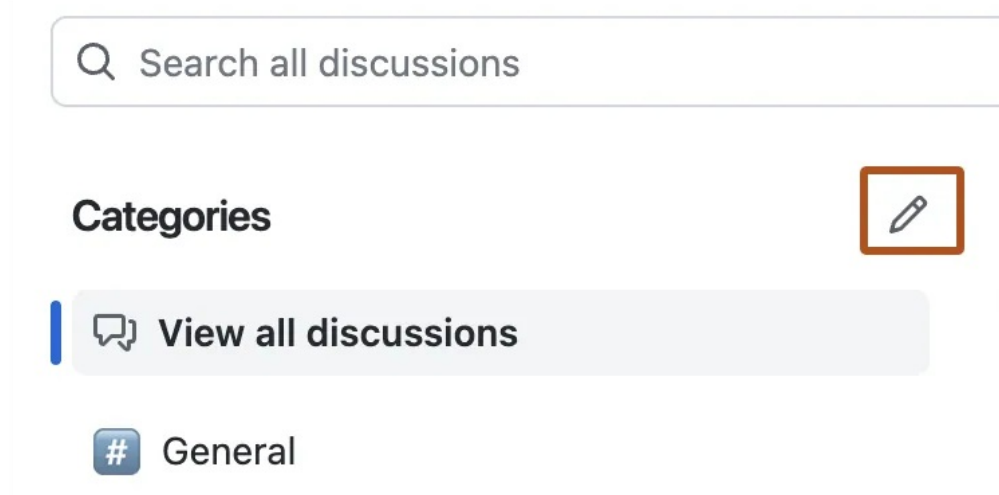 Search all discussions
Categories
View all discussions
# General